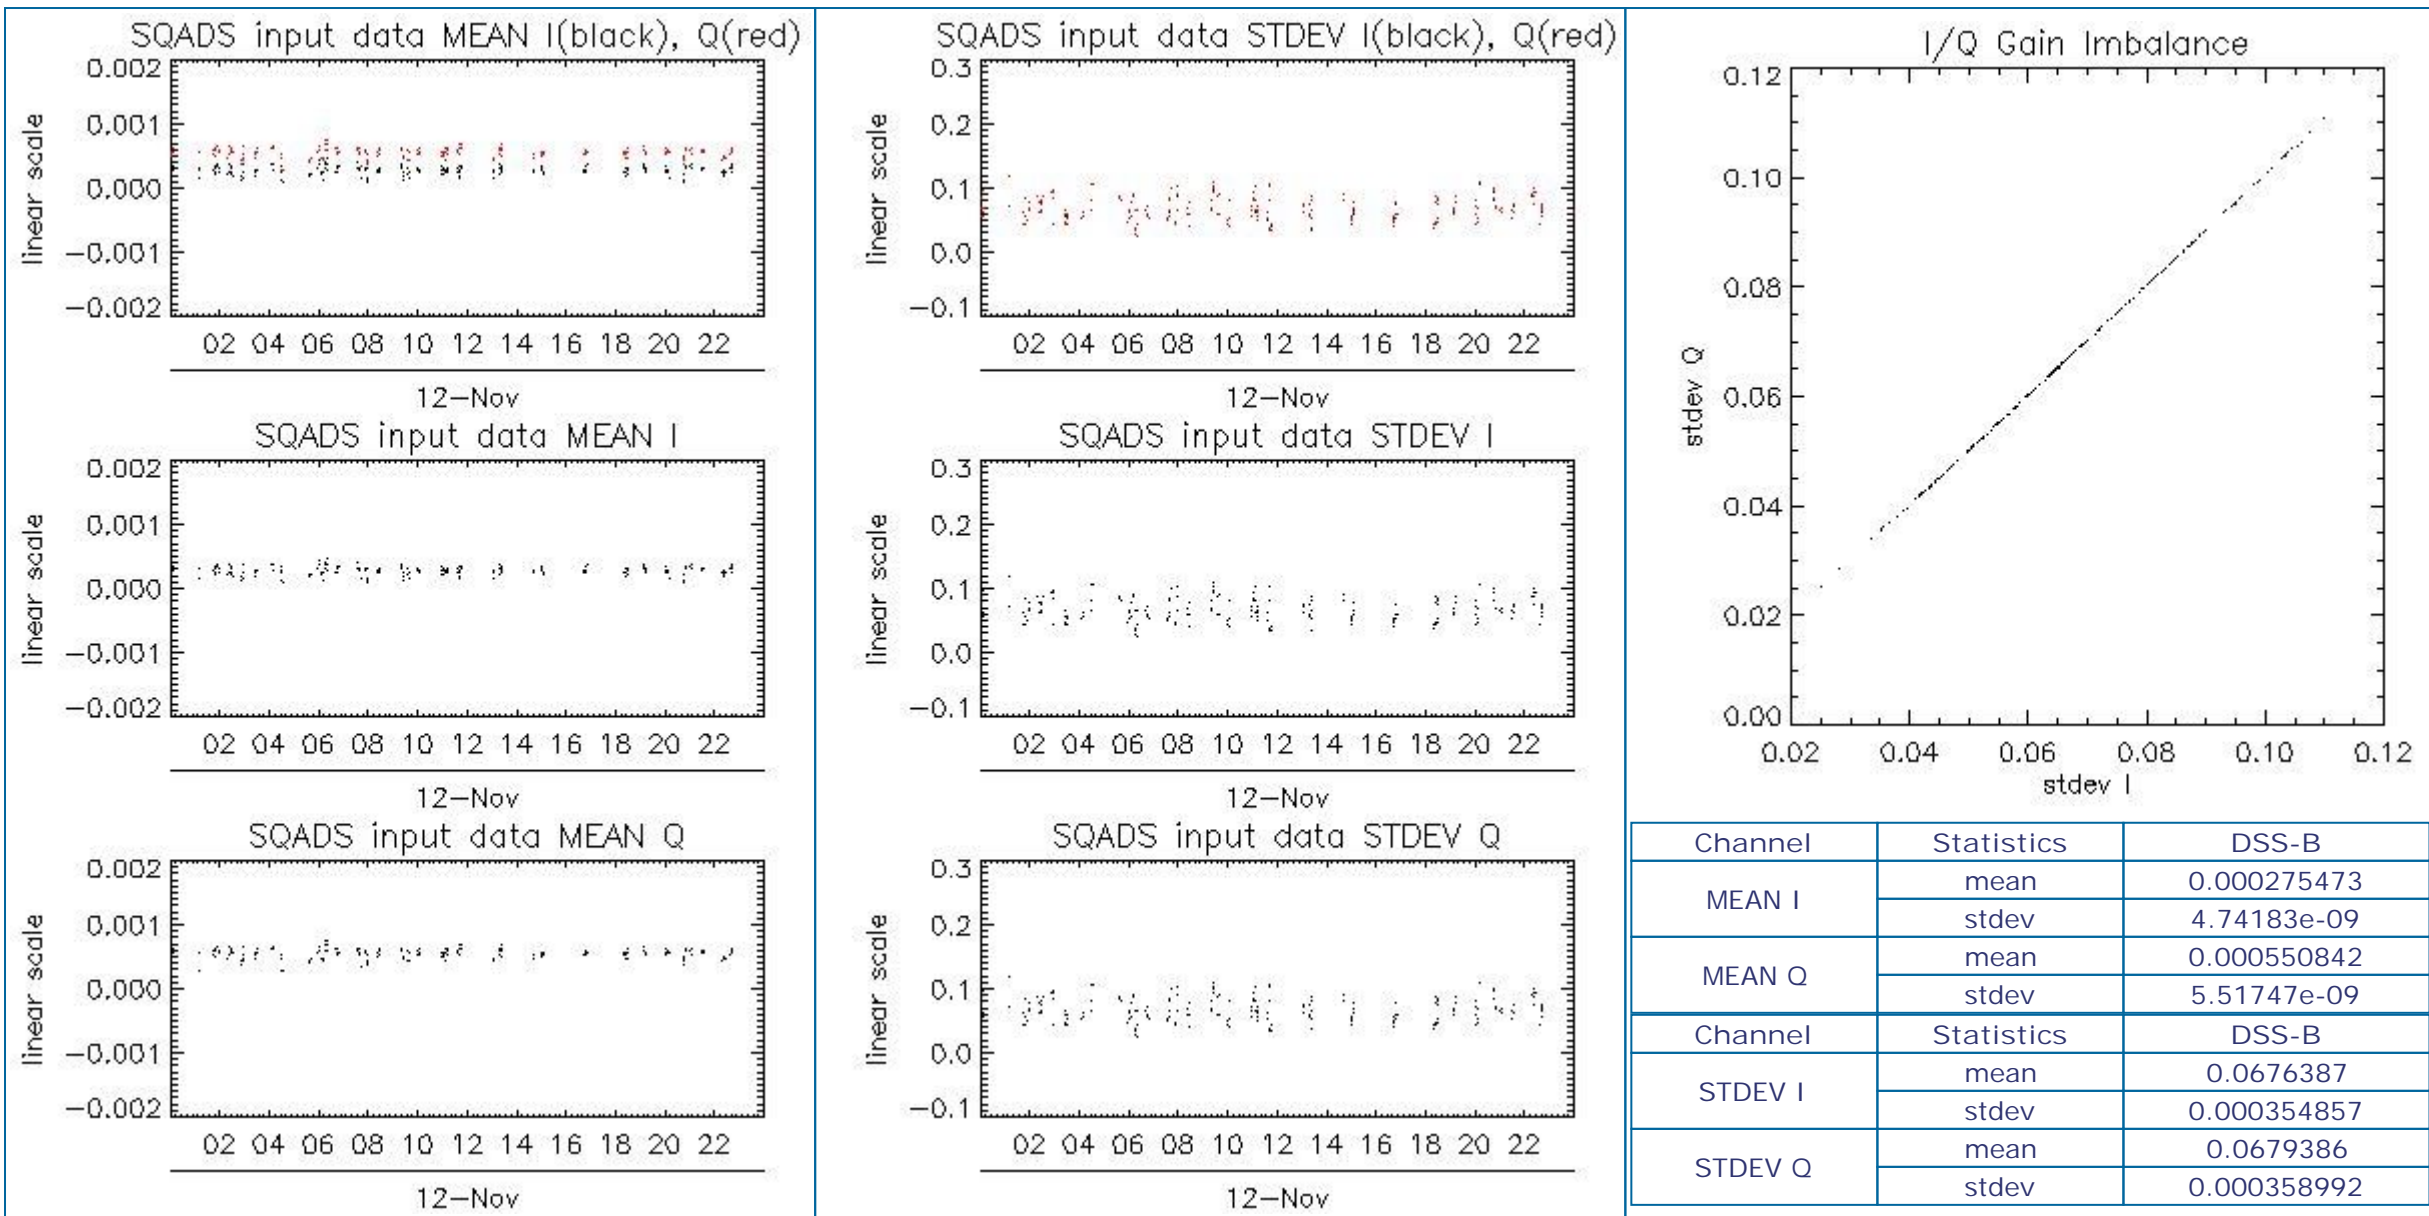 SQADS input data MEAN I(black), Q(red)
linear scale
0.002
0.001
0.000
−0.001
−0.002
02 04 06 08 10 12 14 16 18 20 22
12−Nov
SQADS input data MEAN I
linear scale
0.002
0.001
0.000
−0.001
−0.002
02 04 06 08 10 12 14 16 18 20 22
12−Nov
SQADS input data MEAN Q
linear scale
0.002
0.001
0.000
−0.001
−0.002
02 04 06 08 10 12 14 16 18 20 22
12−Nov
SQADS input data STDEV I(black), Q(red)
linear scale
0.3
0.2
0.1
0.0
−0.1
02 04 06 08 10 12 14 16 18 20 22
12−Nov
SQADS input data STDEV I
linear scale
0.3
0.2
0.1
0.0
−0.1
02 04 06 08 10 12 14 16 18 20 22
12−Nov
SQADS input data STDEV Q
linear scale
0.3
0.2
0.1
0.0
−0.1
02 04 06 08 10 12 14 16 18 20 22
12−Nov
I/Q Gain Imbalance
stdev Q
0.12
0.10
0.08
0.06
0.04
0.02
0.00
0.02 0.04 0.06 0.08 0.10 0.12
stdev I
Channel Statistics DSS-B
MEAN I mean 0.000275473
stdev 4.74183e-09
MEAN Q mean 0.000550842
stdev 5.51747e-09
Channel Statistics DSS-B
STDEV I mean 0.0676387
stdev 0.000354857
STDEV Q mean 0.0679386
stdev 0.000358992